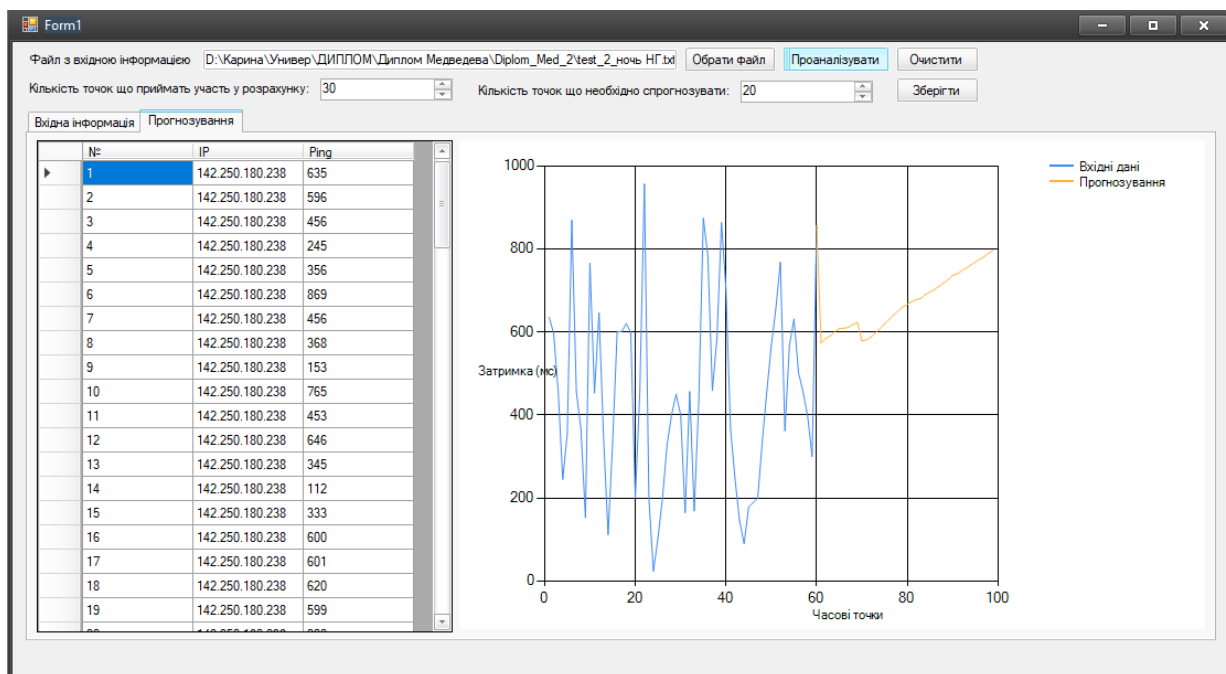 Form1
Файл з вхідною інформацією D:\Карина\Универ\ДИПЛОМ\Диплом Медведева\Diplom_Med_2\test_2_ночь НГ.txt Обрати файл Проаналізувати Очистити
Кількість точок що приймать участь у розрахунку: 30 Кількість точок що необхідно спрогнозувати: 20 Зберігти
Вхідна інформація Прогнозування
№ IP Ping
1 142.250.180.238 635
2 142.250.180.238 596
3 142.250.180.238 456
4 142.250.180.238 245
5 142.250.180.238 356
6 142.250.180.238 869
7 142.250.180.238 456
8 142.250.180.238 368
9 142.250.180.238 153
10 142.250.180.238 765
11 142.250.180.238 453
12 142.250.180.238 646
13 142.250.180.238 345
14 142.250.180.238 112
15 142.250.180.238 333
16 142.250.180.238 600
17 142.250.180.238 601
18 142.250.180.238 620
19 142.250.180.238 599
1000
800
600
400
200
0
Затримка (мс)
0 20 40 60 80 100
Часові точки
Вхідні дані
Прогнозування